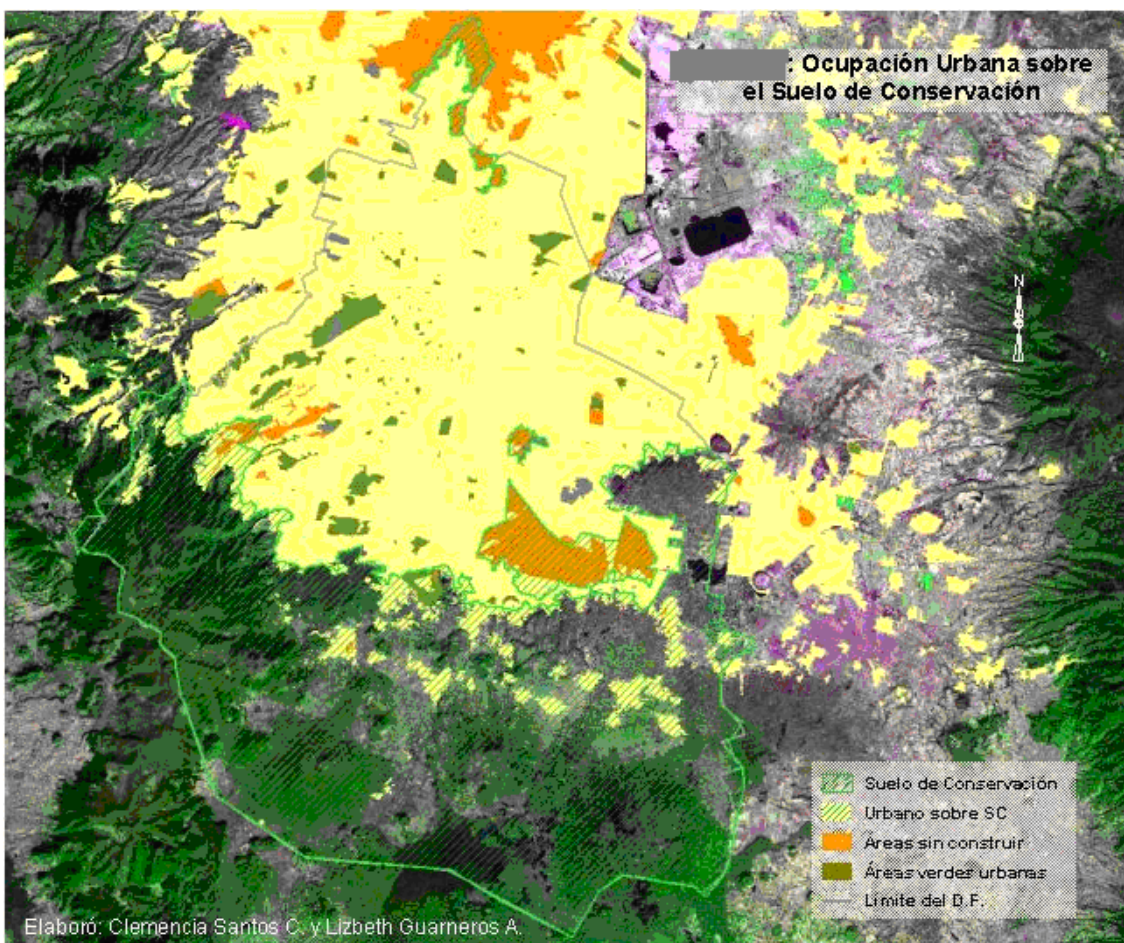 : Ocupación Urbana sobre
el Suelo de Conservación
N
Suelo de Conservación
Urbano sobre SC
Áreas sin construir
Áreas verdes urbanas
Límite del D.F.
Elaboró: Clemencia Santos C. y Lizbeth Guarneros A.